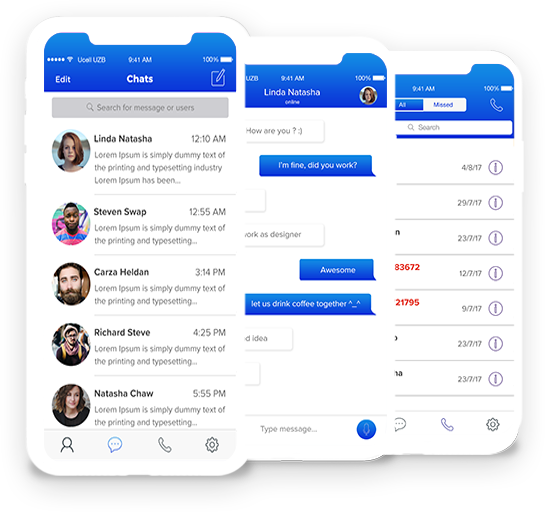 Ucell UZB 9:41 AM 100%
Edit Chats
Search for message or users
Linda Natasha 12:10 AM
Lorem Ipsum is simply dummy text of
the printing and typesetting industry
Lorem Ipsum has been...
Steven Swap 12:55 AM
Lorem Ipsum is simply dummy text of
the printing and typesetting...
Carza Heldan 3:14 PM
Lorem Ipsum is simply dummy text of
the printing and typesetting...
Richard Steve 4:25 PM
Lorem Ipsum is simply dummy text of
the printing and typesetting...
Natasha Chaw 5:55 PM
Lorem Ipsum is simply dummy text of
the printing and typesetting...
UZB 9:41 AM 100%
Linda Natasha
online
How are you ? :)
I'm fine, did you work?
work as designer
Awesome
let us drink coffee together ^_^
d idea
Type message...
9:41 AM 100%
All Missed
Search
4/8/17
29/7/17
n 23/7/17
83672 12/7/17
21795 9/7/17
23/7/17
na 23/7/17